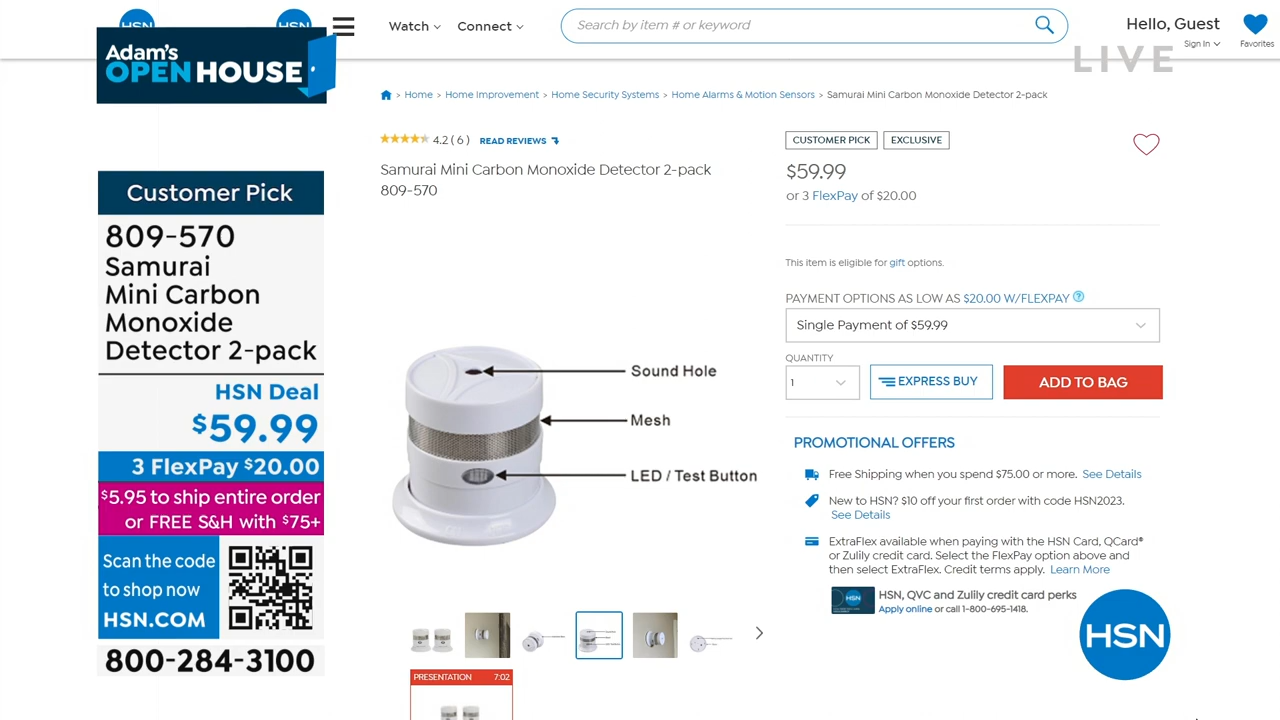 HSN
HSN
Adam's
OPEN HOUSE
Watch
Connect
Search by item # or keyword
Hello, Guest
Sign In
Favorites
LIVE
> Home > Home Improvement > Home Security Systems > Home Alarms & Motion Sensors > Samurai Mini Carbon Monoxide Detector 2-pack
4.2 ( 6 ) READ REVIEWS
Samurai Mini Carbon Monoxide Detector 2-pack
809-570
Customer Pick
809-570
Samurai
Mini Carbon
Monoxide
Detector 2-pack
HSN Deal
$59.99
3 FlexPay $20.00
$5.95 to ship entire order
or FREE S&H with $75+
Scan the code
to shop now
HSN.COM
800-284-3100
Sound Hole
Mesh
LED / Test Button
PRESENTATION 7:02
CUSTOMER PICK
EXCLUSIVE
$59.99
or 3 FlexPay of $20.00
This item is eligible for gift options.
PAYMENT OPTIONS AS LOW AS $20.00 W/FLEXPAY ?
Single Payment of $59.99
QUANTITY
1
EXPRESS BUY
ADD TO BAG
PROMOTIONAL OFFERS
Free Shipping when you spend $75.00 or more. See Details
New to HSN? $10 off your first order with code HSN2023.
See Details
ExtraFlex available when paying with the HSN Card, QCard®
or Zulily credit card. Select the FlexPay option above and
then select ExtraFlex. Credit terms apply. Learn More
HSN
HSN, QVC and Zulily credit card perks
Apply online or call 1-800-695-1418.
HSN